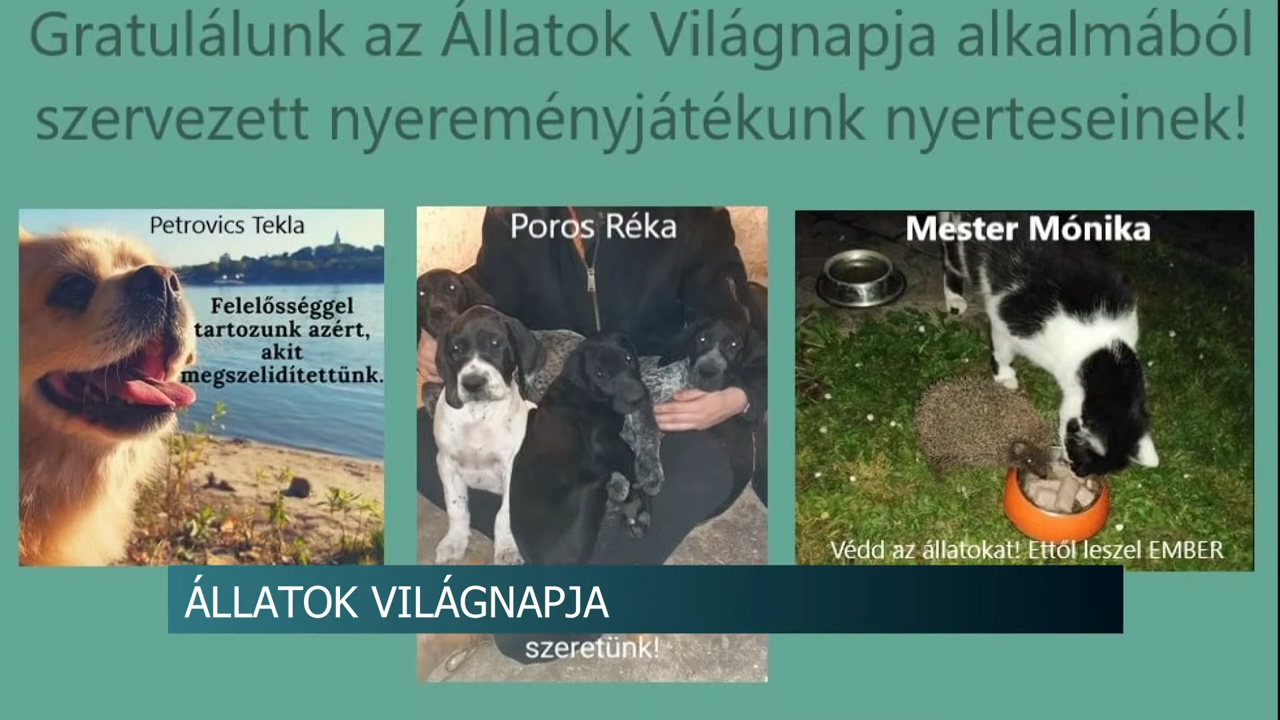 Gratulálunk az Állatok Világnapja alkalmából
szervezett nyereményjátékunk nyerteseinek!
Petrovics Tekla
Felelősséggel
tartozunk azért,
akit
megszelidítettünk.
Poros Réka
Mester Mónika
Védd az állatokat! Ettől leszel EMBER
ÁLLATOK VILÁGNAPJA
szeretünk!